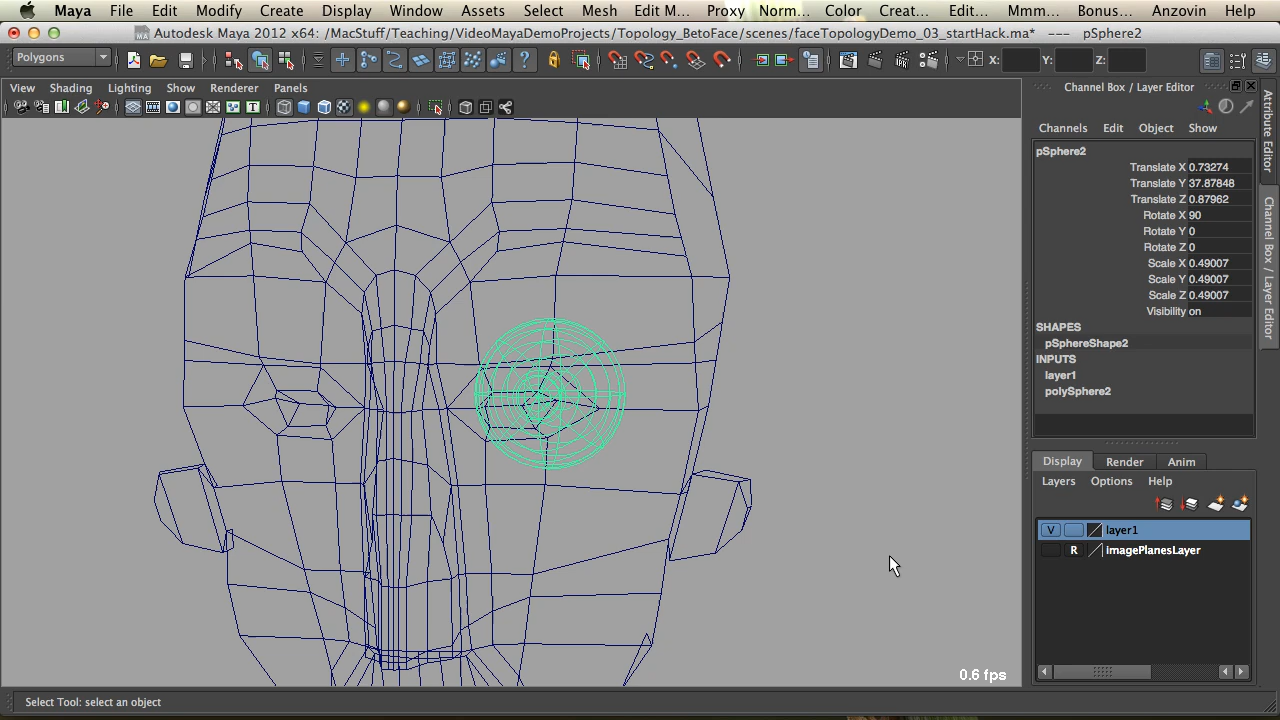 Maya File Edit Modify Create Display Window Assets Select Mesh Edit M... Proxy Norm... Color Creat... Edit... Mmm... Bonus... Anzovin Help
Autodesk Maya 2012 x64: /MacStuff/Teaching/VideoMayaDemoProjects/Topology_BetoFace/scenes/faceTopologyDemo_03_startHack.ma* --- pSphere2
Polygons X: Y: Z:
View Shading Lighting Show Renderer Panels
Channel Box / Layer Editor
Channels Edit Object Show
pSphere2
Translate X 0.73274
Translate Y 37.87848
Translate Z 0.87962
Rotate X 90
Rotate Y 0
Rotate Z 0
Scale X 0.49007
Scale Y 0.49007
Scale Z 0.49007
Visibility on
SHAPES
pSphereShape2
INPUTS
layer1
polySphere2
Attribute Editor
Channel Box / Layer Editor
Display Render Anim
Layers Options Help
V layer1
R imagePlanesLayer
0.6 fps
Select Tool: select an object